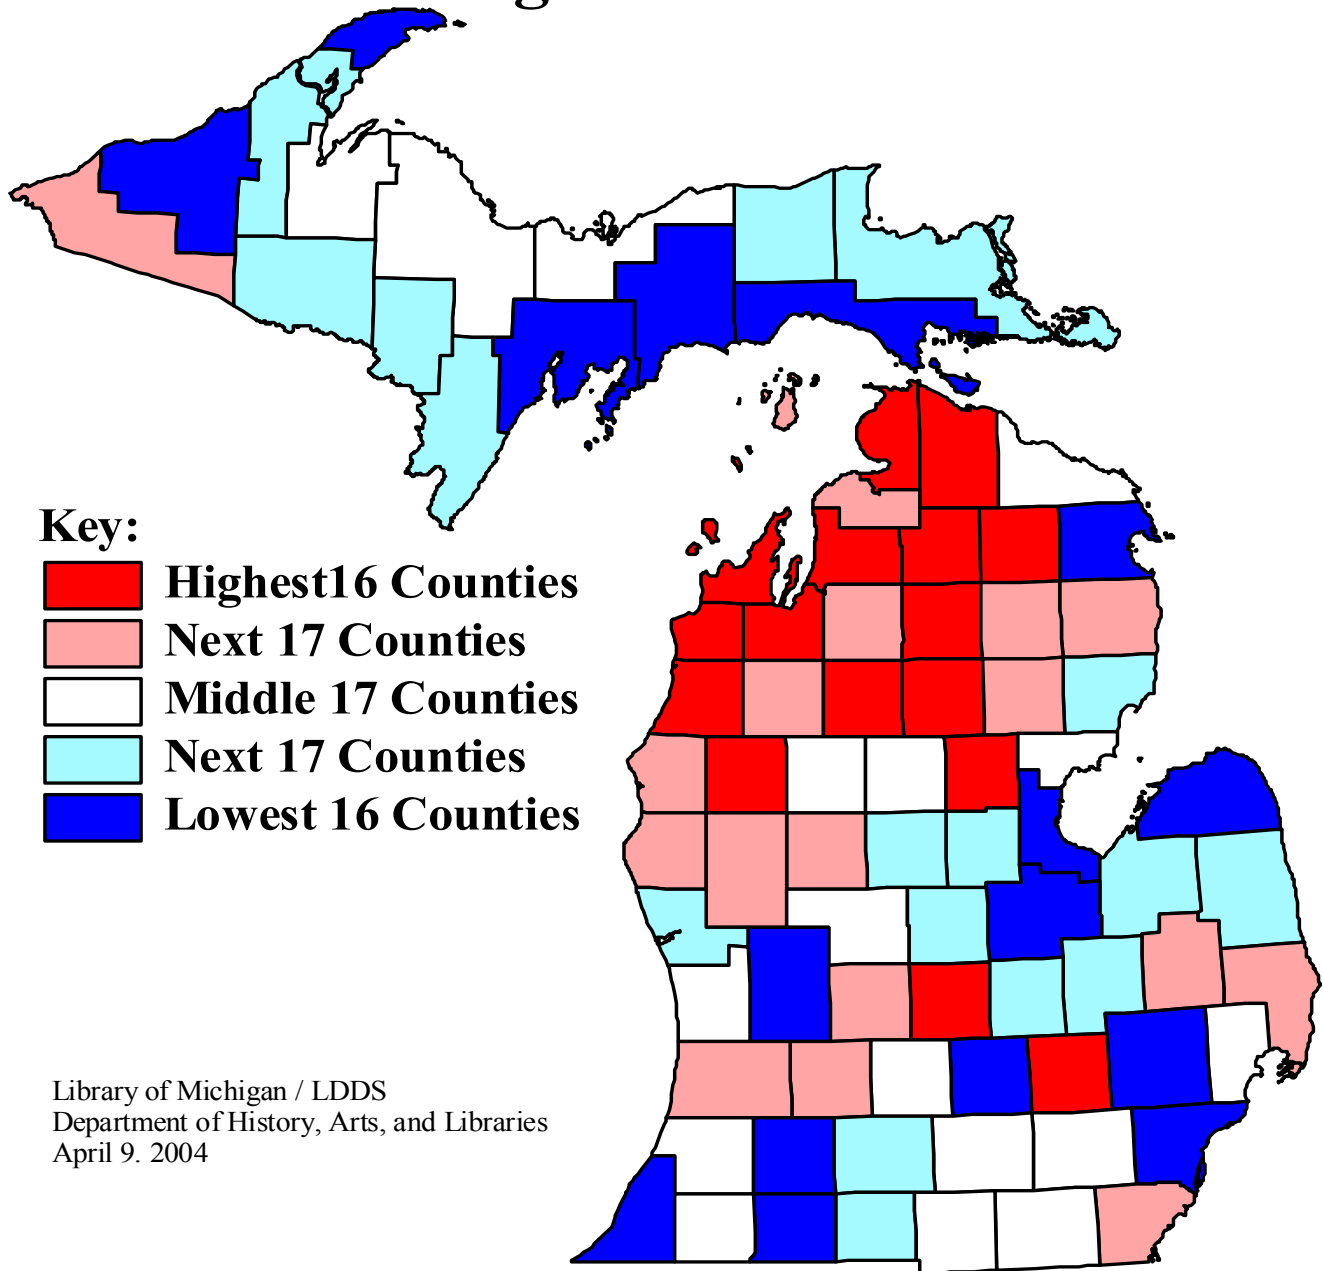 g
Key:
Highest16 Counties
Next 17 Counties
Middle 17 Counties
Next 17 Counties
Lowest 16 Counties
Library of Michigan / LDDS
Department of History, Arts, and Libraries
April 9. 2004